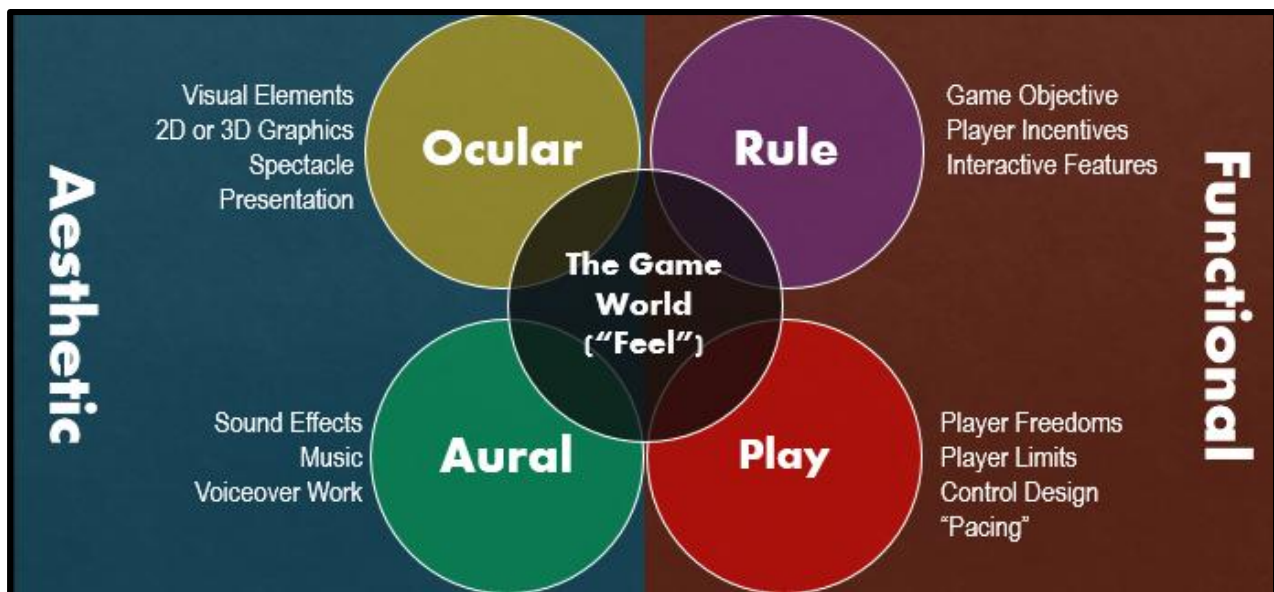 Aesthetic
Visual Elements
2D or 3D Graphics
Spectacle
Presentation
Ocular
Sound Effects
Music
Voiceover Work
Aural
The Game
World
(“Feel”)
Rule
Game Objective
Player Incentives
Interactive Features
Play
Player Freedoms
Player Limits
Control Design
“Pacing”
Functional